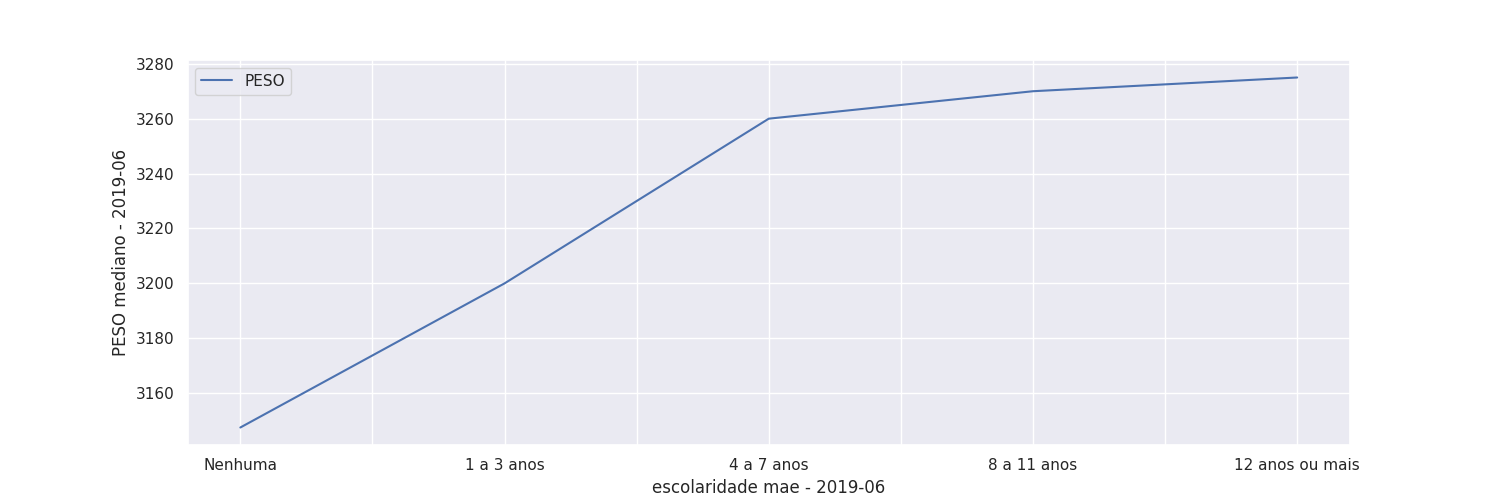 PESO
3280
3260
3240
3220
3200
3180
3160
PESO mediano - 2019-06
Nenhuma
1 a 3 anos
4 a 7 anos
8 a 11 anos
12 anos ou mais
escolaridade mae - 2019-06